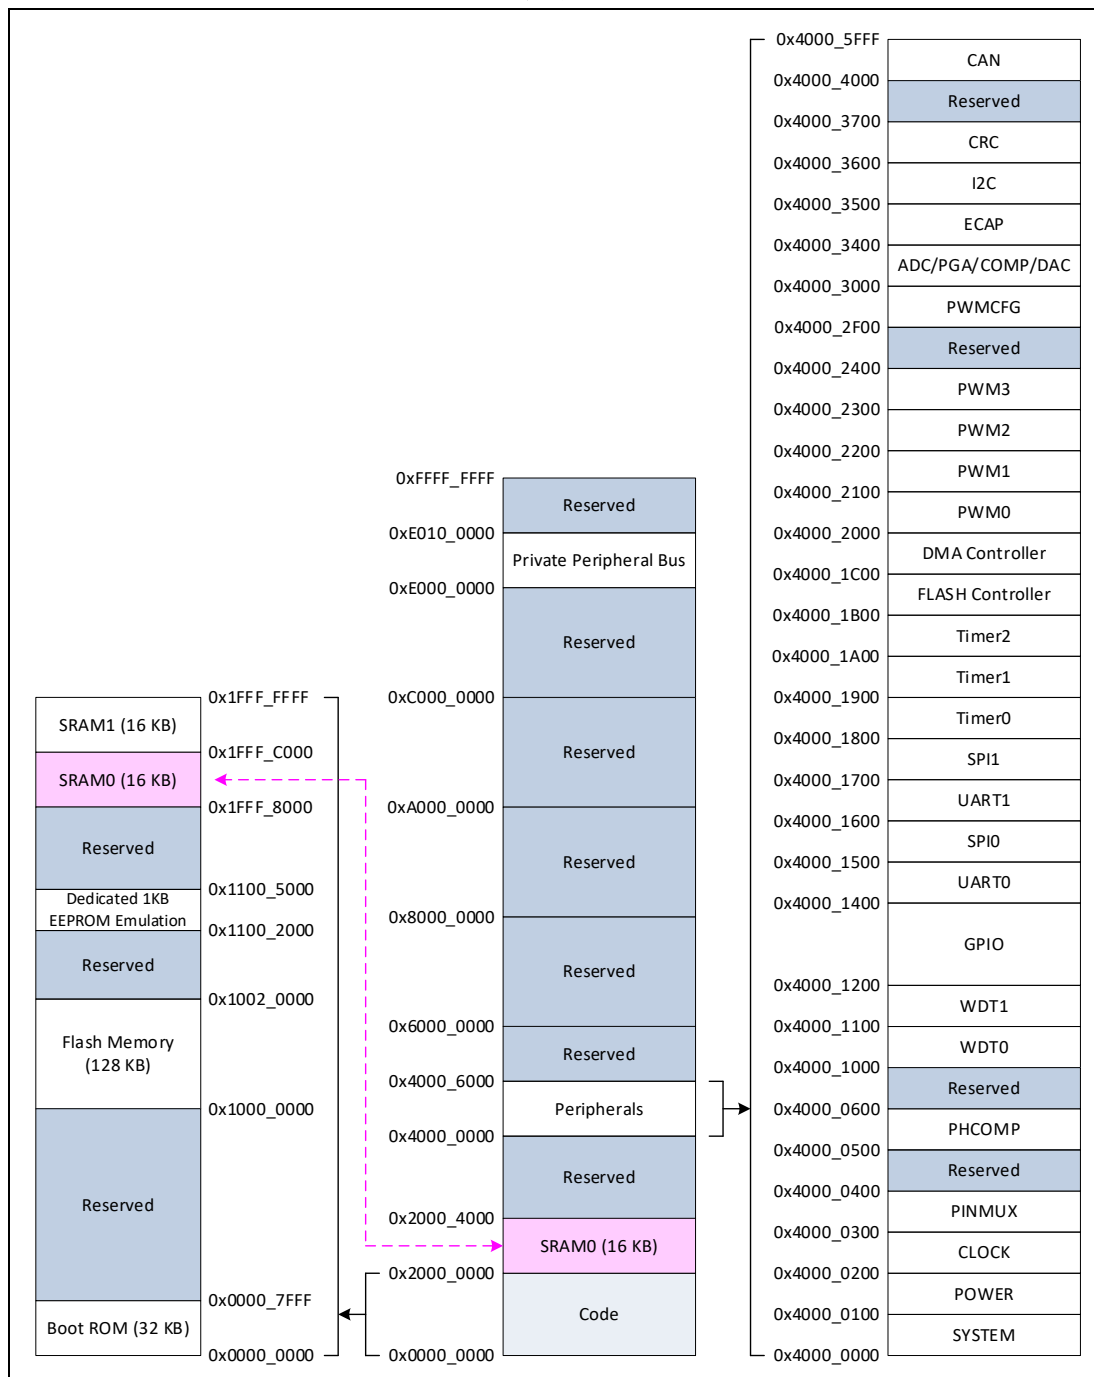 0x1FFF_FFFF
SRAM1 (16 KB)
0x1FFF_C000
SRAM0 (16 KB)
0x1FFF_8000
Reserved
0x1100_5000
Dedicated 1KB
EEPROM Emulation
0x1100_2000
Reserved
0x1002_0000
Flash Memory
(128 KB)
0x1000_0000
Reserved
0x0000_7FFF
Boot ROM (32 KB)
0x0000_0000
0xFFFF_FFFF
Reserved
0xE010_0000
Private Peripheral Bus
0xE000_0000
Reserved
0xC000_0000
Reserved
0xA000_0000
Reserved
0x8000_0000
Reserved
0x6000_0000
Reserved
0x4000_6000
Peripherals
0x4000_0000
Reserved
0x2000_4000
SRAM0 (16 KB)
0x2000_0000
Code
0x0000_0000
0x4000_5FFF
CAN
0x4000_4000
Reserved
0x4000_3700
CRC
0x4000_3600
I2C
0x4000_3500
ECAP
0x4000_3400
ADC/PGA/COMP/DAC
0x4000_3000
PWMCFG
0x4000_2F00
Reserved
0x4000_2400
PWM3
0x4000_2300
PWM2
0x4000_2200
PWM1
0x4000_2100
PWM0
0x4000_2000
DMA Controller
0x4000_1C00
FLASH Controller
0x4000_1B00
Timer2
0x4000_1A00
Timer1
0x4000_1900
Timer0
0x4000_1800
SPI1
0x4000_1700
UART1
0x4000_1600
SPI0
0x4000_1500
UART0
0x4000_1400
GPIO
0x4000_1200
WDT1
0x4000_1100
WDT0
0x4000_1000
Reserved
0x4000_0600
PHCOMP
0x4000_0500
Reserved
0x4000_0400
PINMUX
0x4000_0300
CLOCK
0x4000_0200
POWER
0x4000_0100
SYSTEM
0x4000_0000